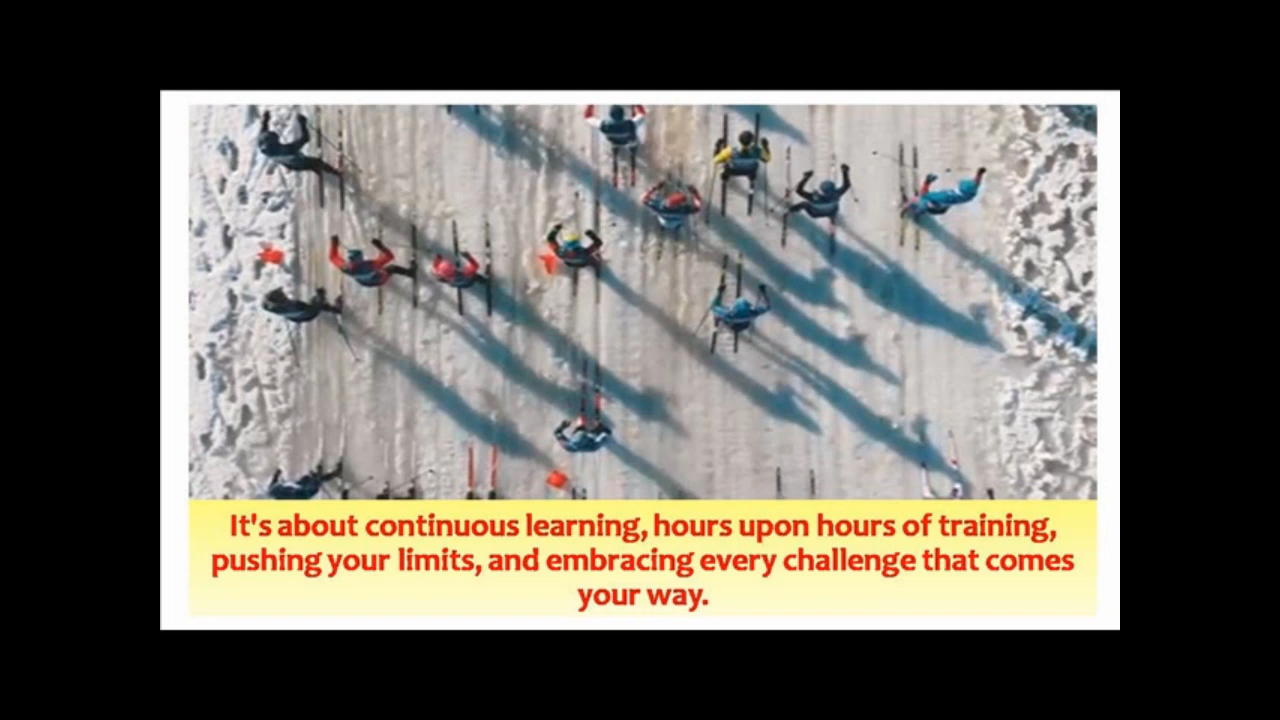 It's about continuous learning, hours upon hours of training,
pushing your limits, and embracing every challenge that comes
your way.